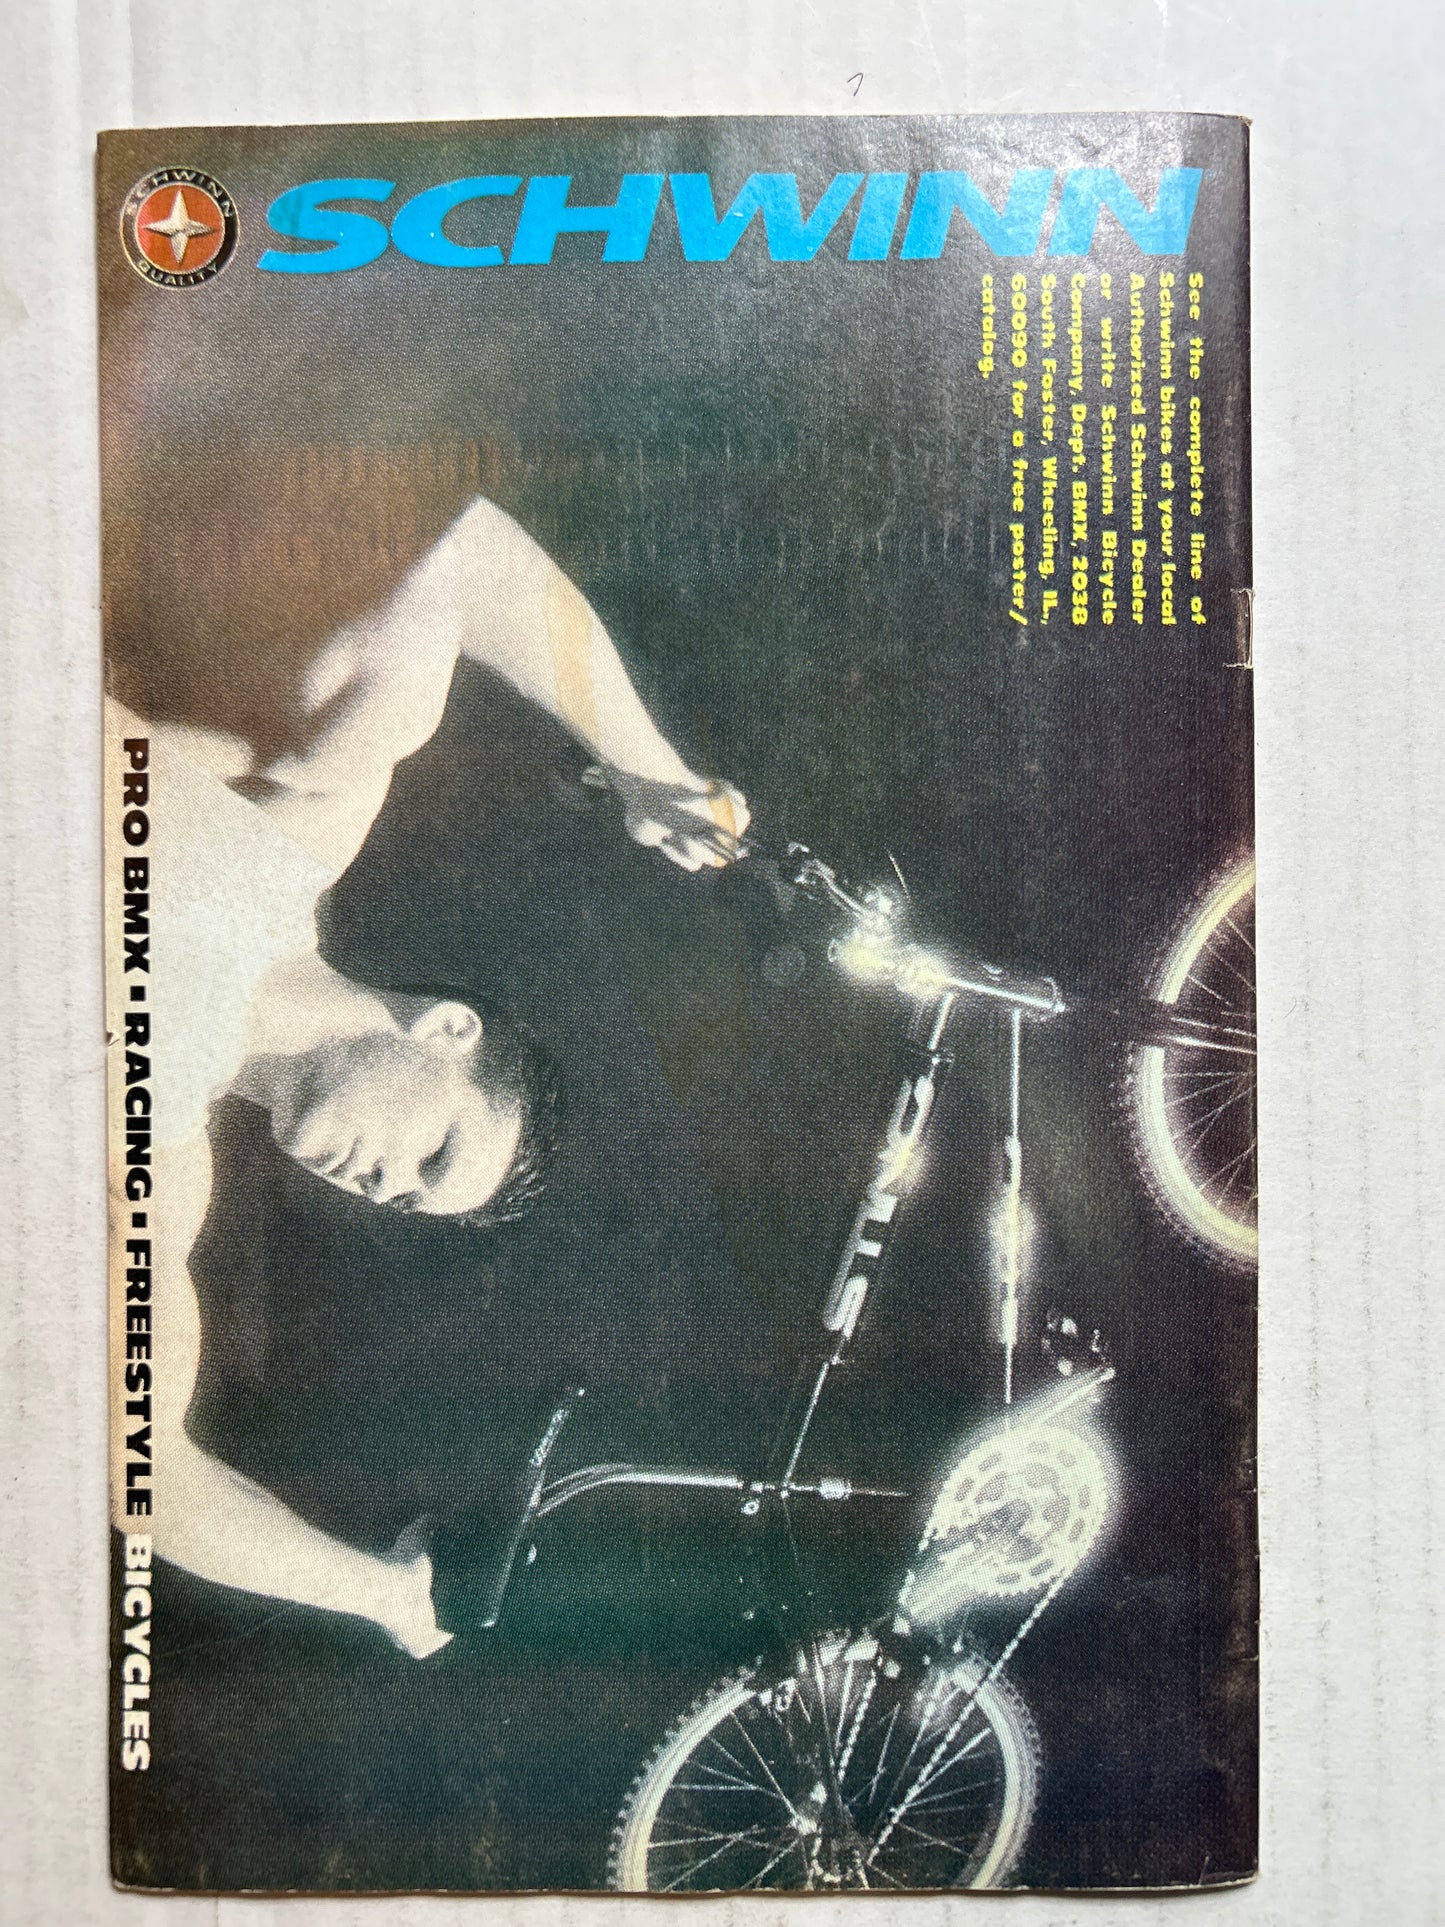 SCHWINN
QUALITY
SCHWINN
See the complete line of
Schwinn bikes at your local
Authorized Schwinn Dealer
or write Schwinn Bicycle
Company, Dept. BMX, 2038
South Foster, Wheeling, IL,
60090 for a free poster/
catalog.
PRO BMX ▪ RACING ▪ FREESTYLE BICYCLES